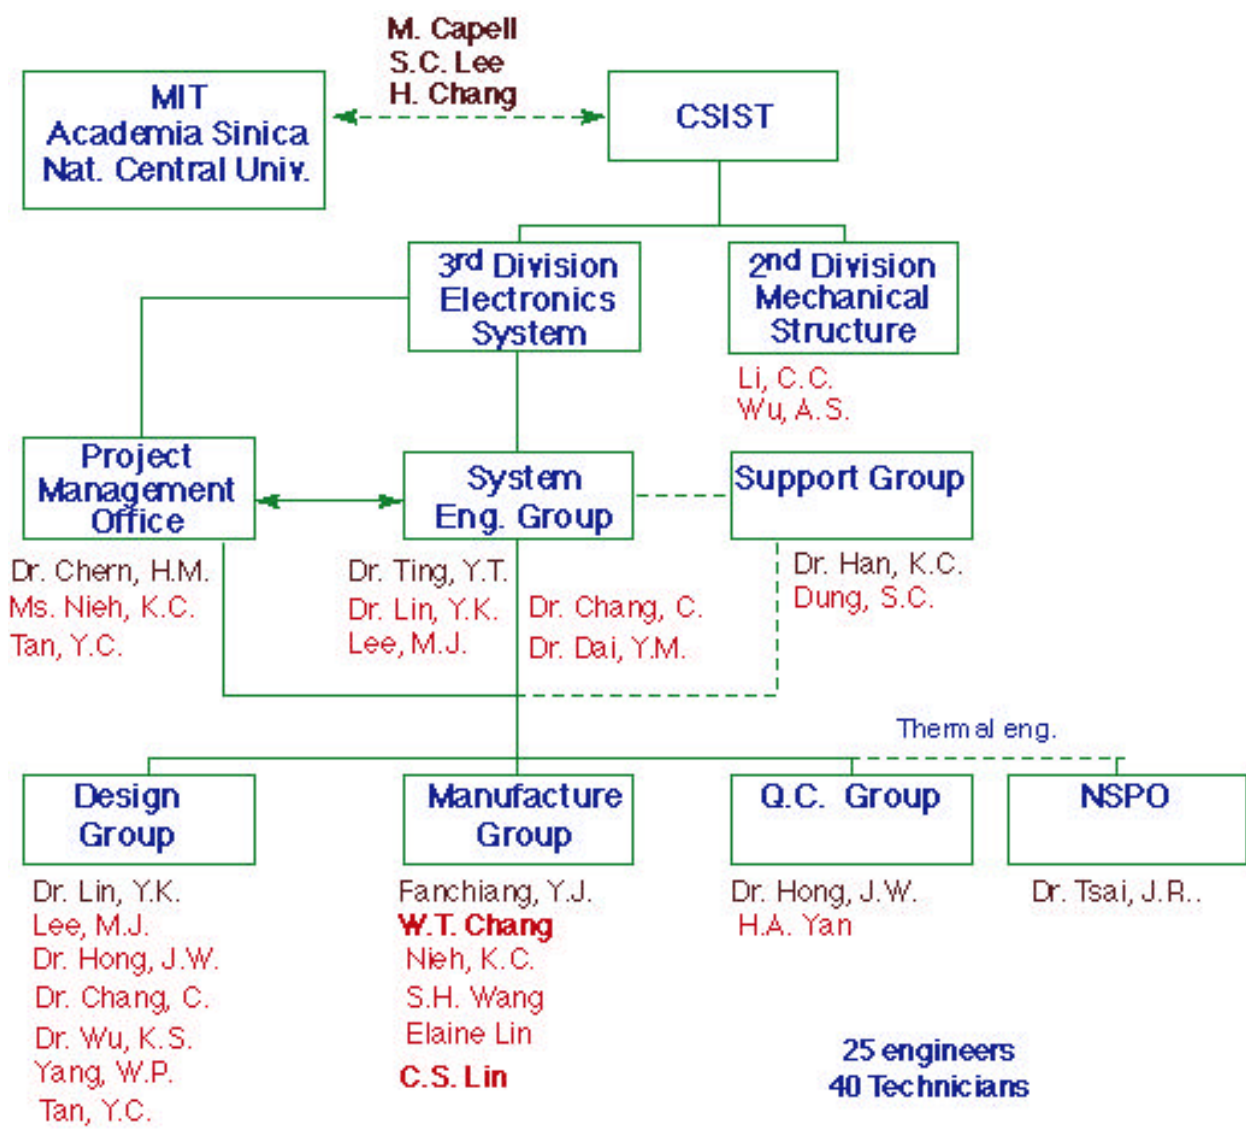 M. Capell
S.C. Lee
H. Chang
MIT
Academia Sinica
Nat. Central Univ.
CSIST
3rd Division
Electronics
System
2nd Division
Mechanical
Structure
Li, C.C.
Wu, A.S.
Project
Management
Office
System
Eng. Group
Support Group
Dr. Chern, H.M.
Ms. Nieh, K.C.
Tan, Y.C.
Dr. Ting, Y.T.
Dr. Lin, Y.K.
Lee, M.J.
Dr. Chang, C.
Dr. Dai, Y.M.
Dr. Han, K.C.
Dung, S.C.
Thermal eng.
Design
Group
Manufacture
Group
Q.C. Group
NSPO
Dr. Lin, Y.K.
Lee, M.J.
Dr. Hong, J.W.
Dr. Chang, C.
Dr. Wu, K.S.
Yang, W.P.
Tan, Y.C.
Fanchiang, Y.J.
W.T. Chang
Nieh, K.C.
S.H. Wang
Elaine Lin
C.S. Lin
Dr. Hong, J.W.
H.A. Yan
Dr. Tsai, J.R..
25 engineers
40 Technicians